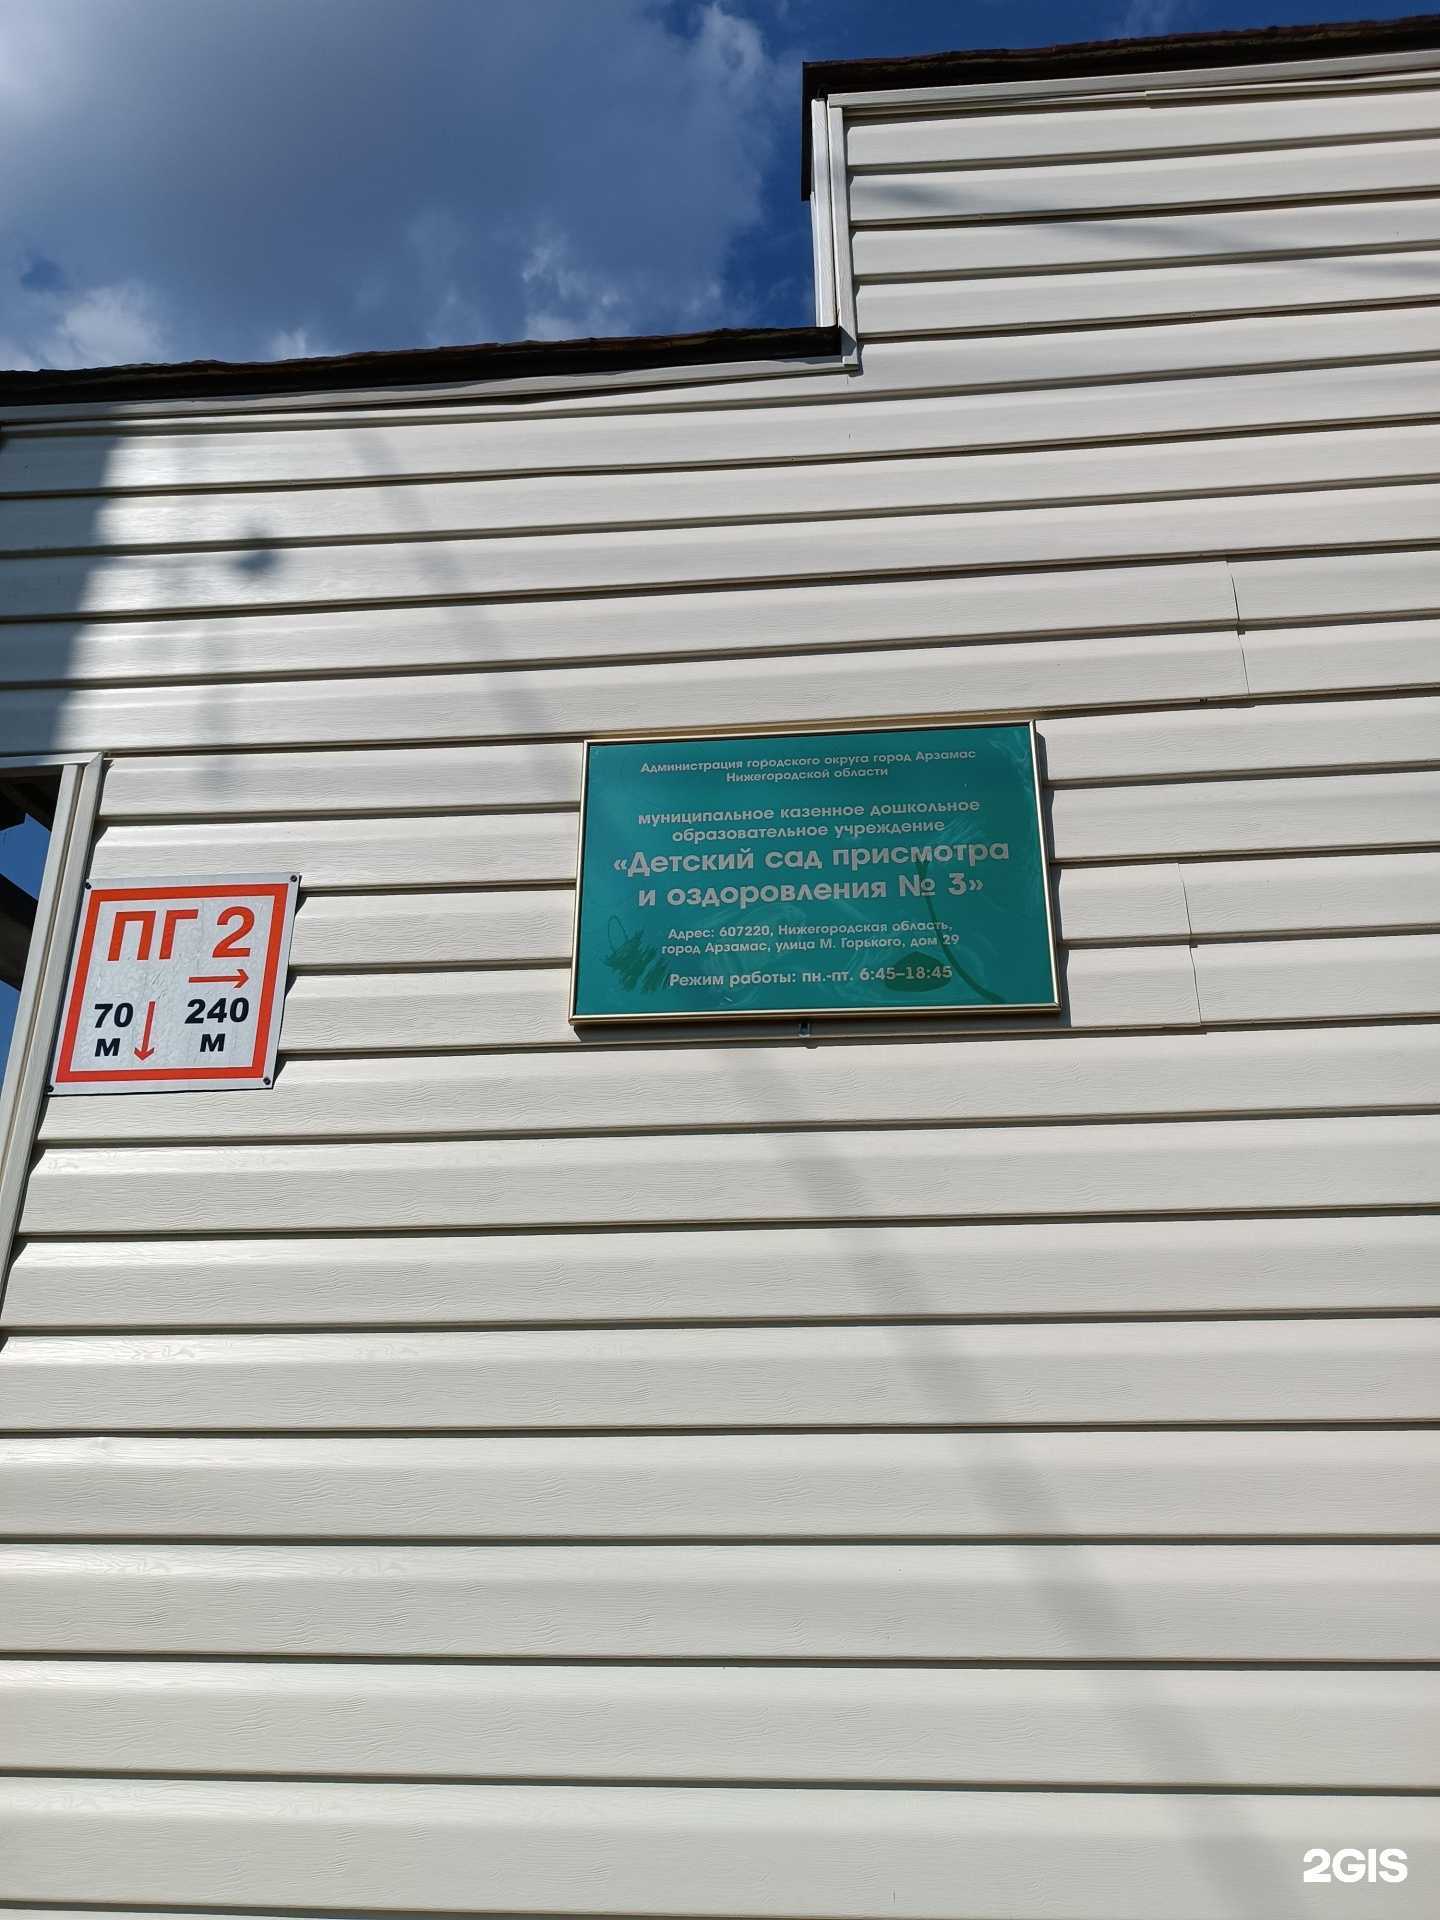 Администрация городского округа город Арзамас
Нижегородской области
муниципальное казенное дошкольное
образовательное учреждение
«Детский сад присмотра
и оздоровления № 3»
Адрес: 607220, Нижегородская область,
город Арзамас, улица М. Горького, дом 29
Режим работы: пн.-пт. 6:45–18:45
ПГ 2
70 240
м м
2GIS